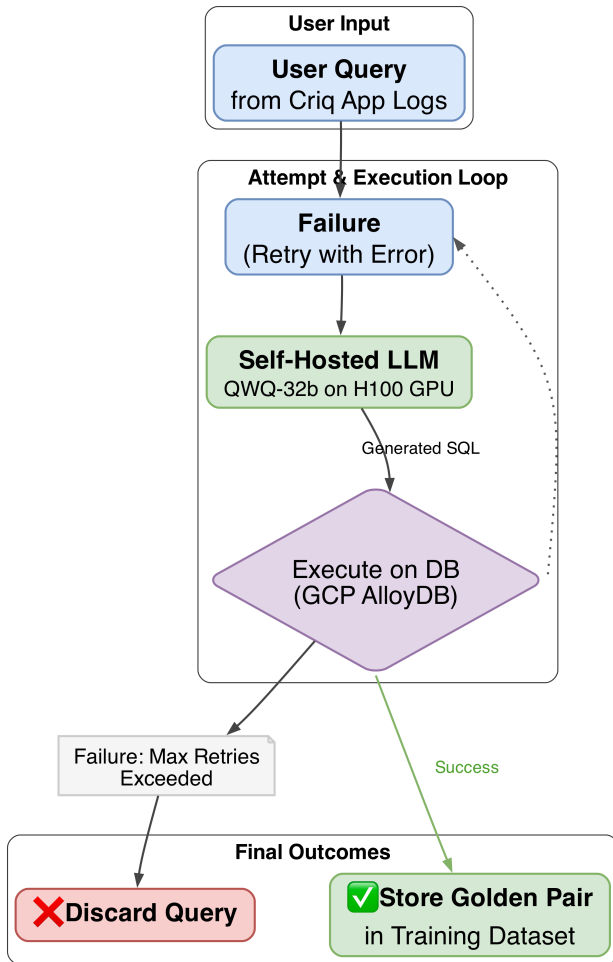 User Input
User Query
from Criq App Logs
Attempt & Execution Loop
Failure
(Retry with Error)
Self-Hosted LLM
QWQ-32b on H100 GPU
Generated SQL
Execute on DB
(GCP AlloyDB)
Failure: Max Retries
Exceeded
Success
Final Outcomes
❌Discard Query
✅Store Golden Pair
in Training Dataset